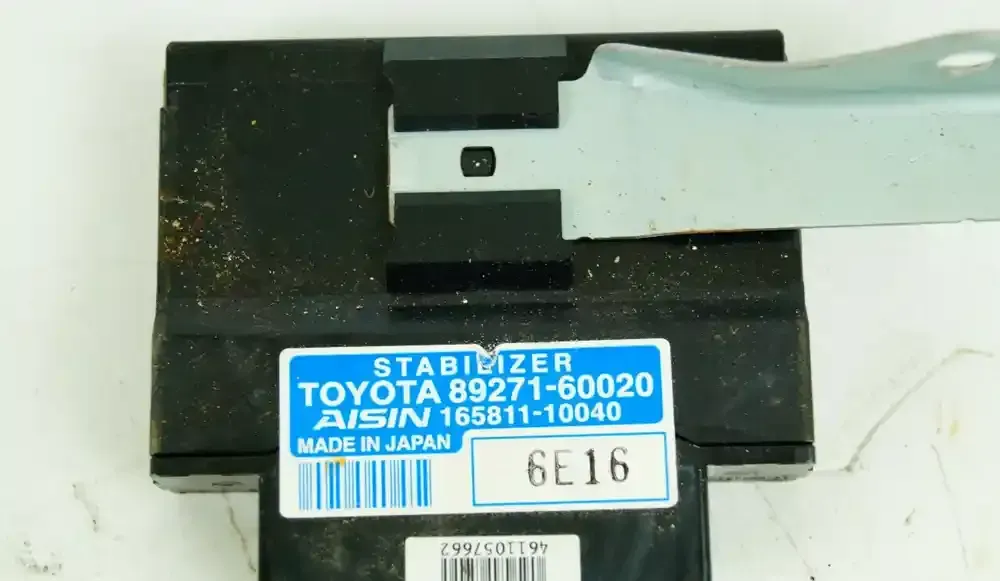 STABILIZER
TOYOTA 89271-60020
AISIN 165811-10040
MADE IN JAPAN
6E16
4611057662